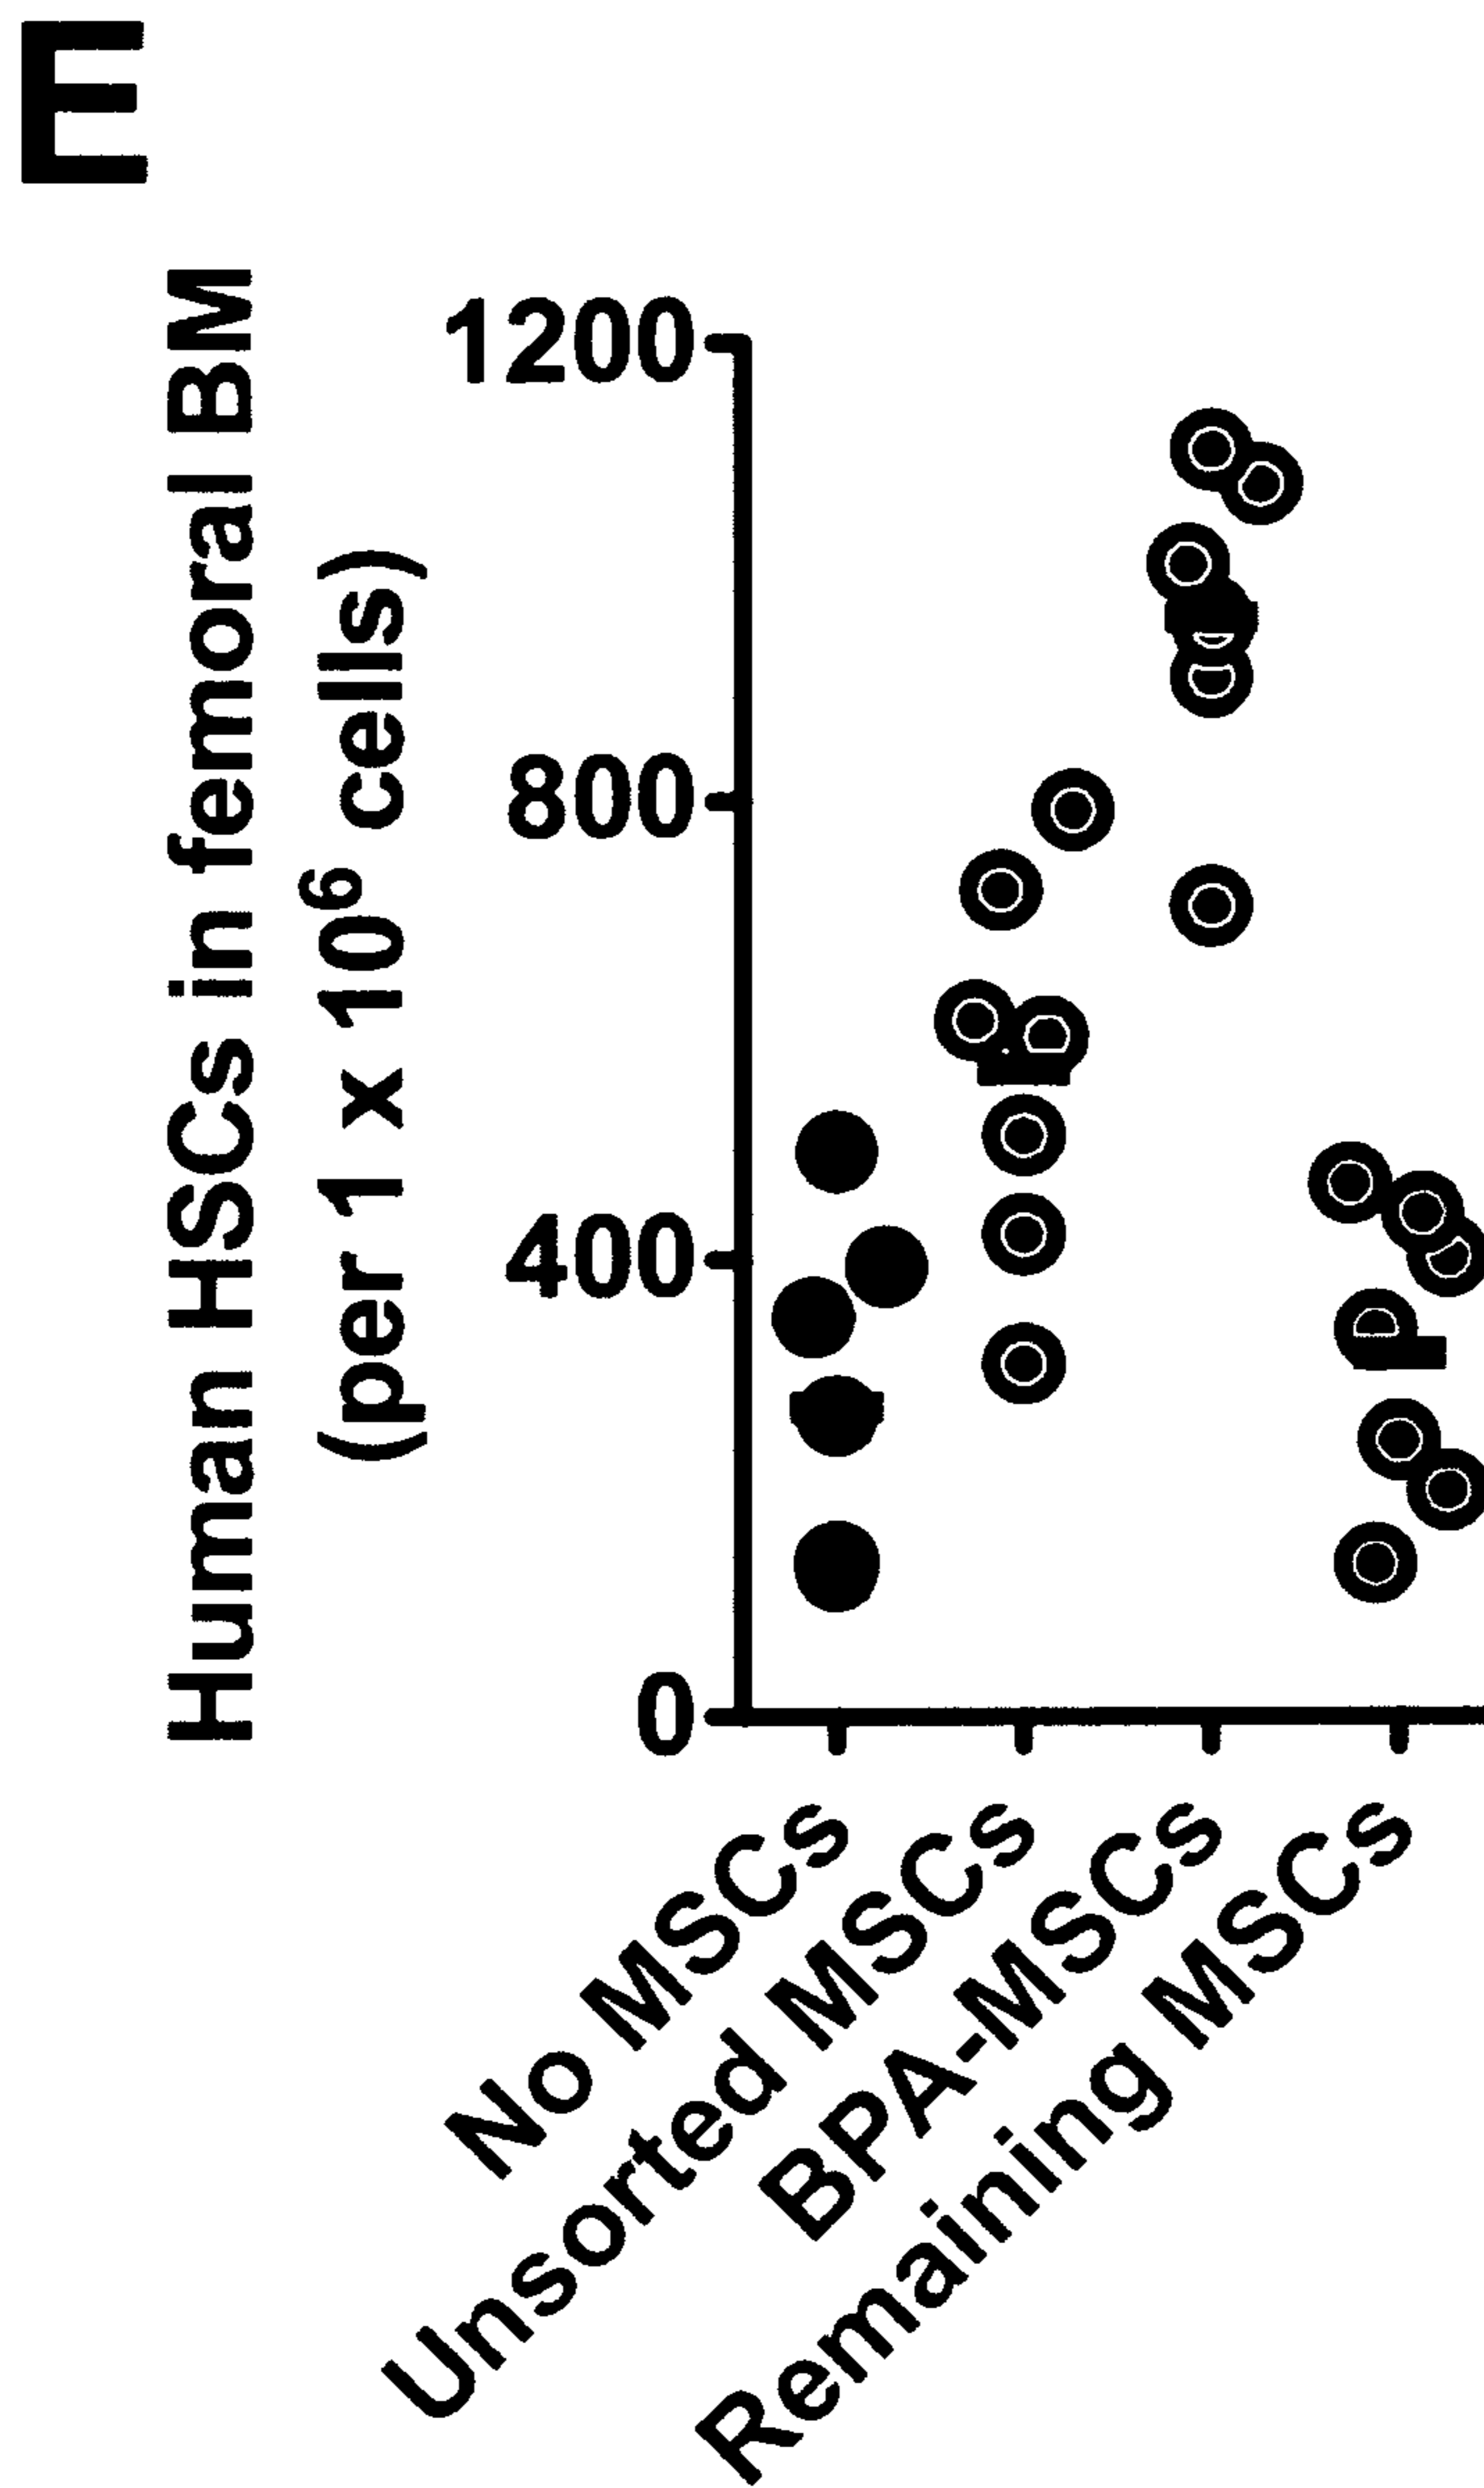 E
Human HSCs in femoral BM
(per 1 x 10⁶ cells)
1200
800
400
0
No MSCs
Unsorted MSCs
BPA-MSCs
Remaining MSCs